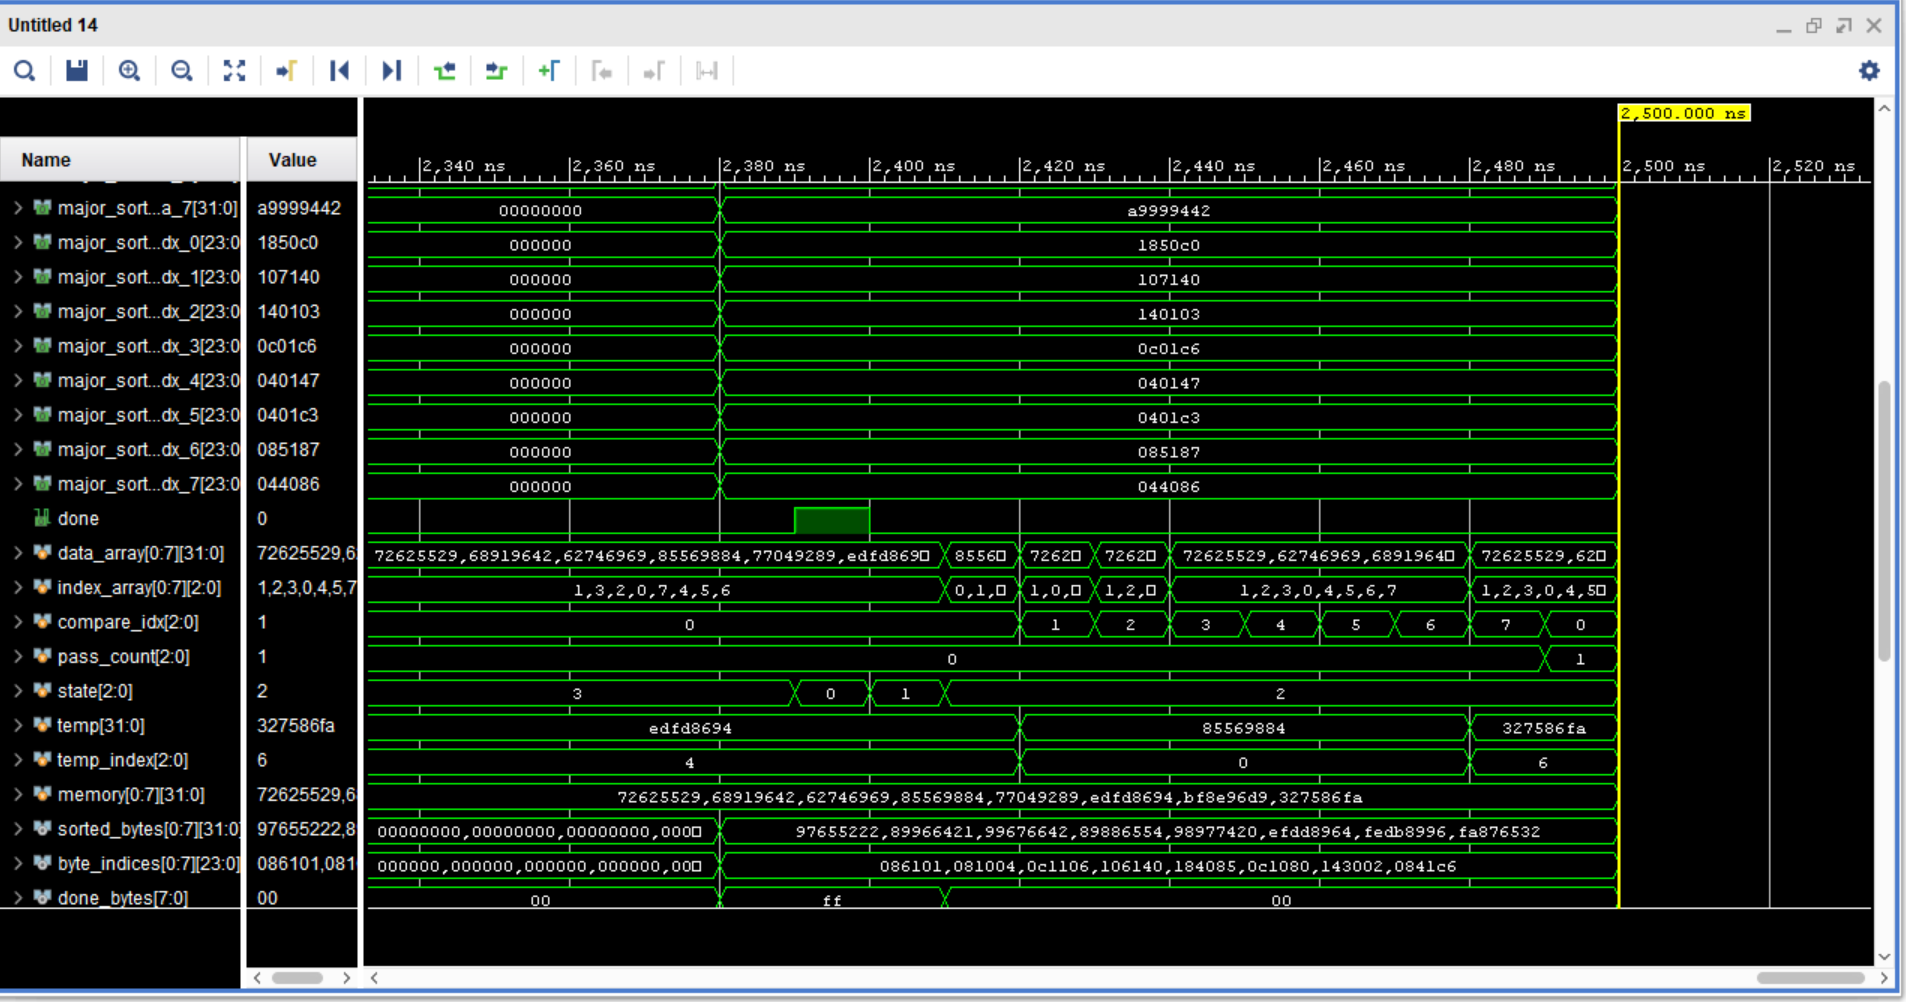 Untitled 14
2,500.000 ns
Name Value
2,340 ns 2,360 ns 2,380 ns 2,400 ns 2,420 ns 2,440 ns 2,460 ns 2,480 ns 2,500 ns 2,520 ns
major_sort...a_7[31:0] a9999442 00000000 a9999442
major_sort...dx_0[23:0 1850c0 000000 1850c0
major_sort...dx_1[23:0 107140 000000 107140
major_sort...dx_2[23:0 140103 000000 140103
major_sort...dx_3[23:0 0c01c6 000000 0c01c6
major_sort...dx_4[23:0 040147 000000 040147
major_sort...dx_5[23:0 0401c3 000000 0401c3
major_sort...dx_6[23:0 085187 000000 085187
major_sort...dx_7[23:0 044086 000000 044086
done 0
data_array[0:7][31:0] 72625529,6 72625529,68919642,62746969,85569884,77049289,edfd869 8556 7262 7262 72625529,62746969,6891964 72625529,62
index_array[0:7][2:0] 1,2,3,0,4,5,7 1,3,2,0,7,4,5,6 0,1, 1,0, 1,2, 1,2,3,0,4,5,6,7 1,2,3,0,4,5
compare_idx[2:0] 1 0 1 2 3 4 5 6 7 0
pass_count[2:0] 1 0 1
state[2:0] 2 3 0 1 2
temp[31:0] 327586fa edfd8694 85569884 327586fa
temp_index[2:0] 6 4 0 6
memory[0:7][31:0] 72625529,6 72625529,68919642,62746969,85569884,77049289,edfd8694,bf8e96d9,327586fa
sorted_bytes[0:7][31:0 97655222,8 00000000,00000000,00000000,000 97655222,89966421,99676642,89886554,98977420,efdd8964,fedb8996,fa876532
byte_indices[0:7][23:0] 086101,081 000000,000000,000000,000000,00 086101,081004,0c1106,106140,184085,0c1080,143002,0841c6
done_bytes[7:0] 00 00 ff 00